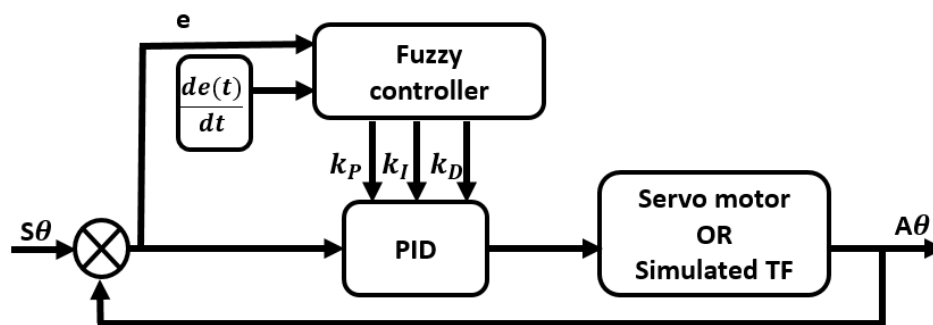 e
Fuzzy
controller
de(t)
dt
k_P k_I k_D
Sθ
PID
Servo motor
OR
Simulated TF
Aθ